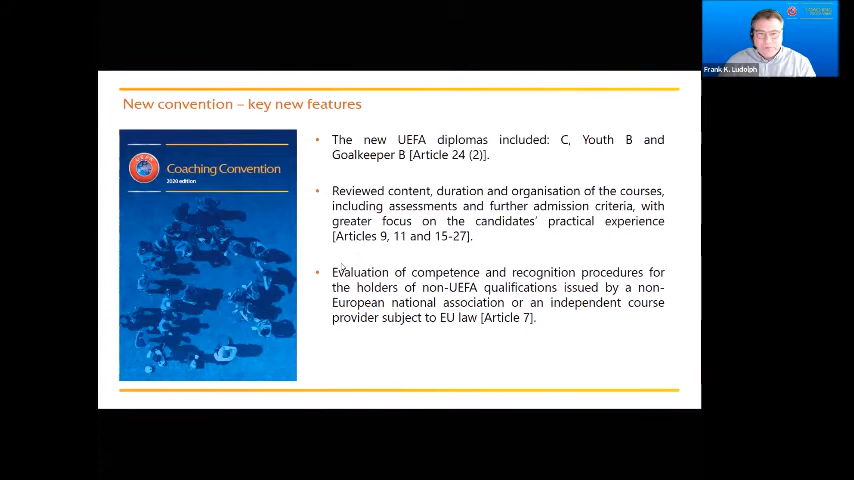 Frank K. Ludolph
New convention – key new features
UEFA
Coaching Convention
2020 edition
• The new UEFA diplomas included: C, Youth B and
Goalkeeper B [Article 24 (2)].
• Reviewed content, duration and organisation of the courses,
including assessments and further admission criteria, with
greater focus on the candidates' practical experience
[Articles 9, 11 and 15-27].
• Evaluation of competence and recognition procedures for
the holders of non-UEFA qualifications issued by a non-
European national association or an independent course
provider subject to EU law [Article 7].